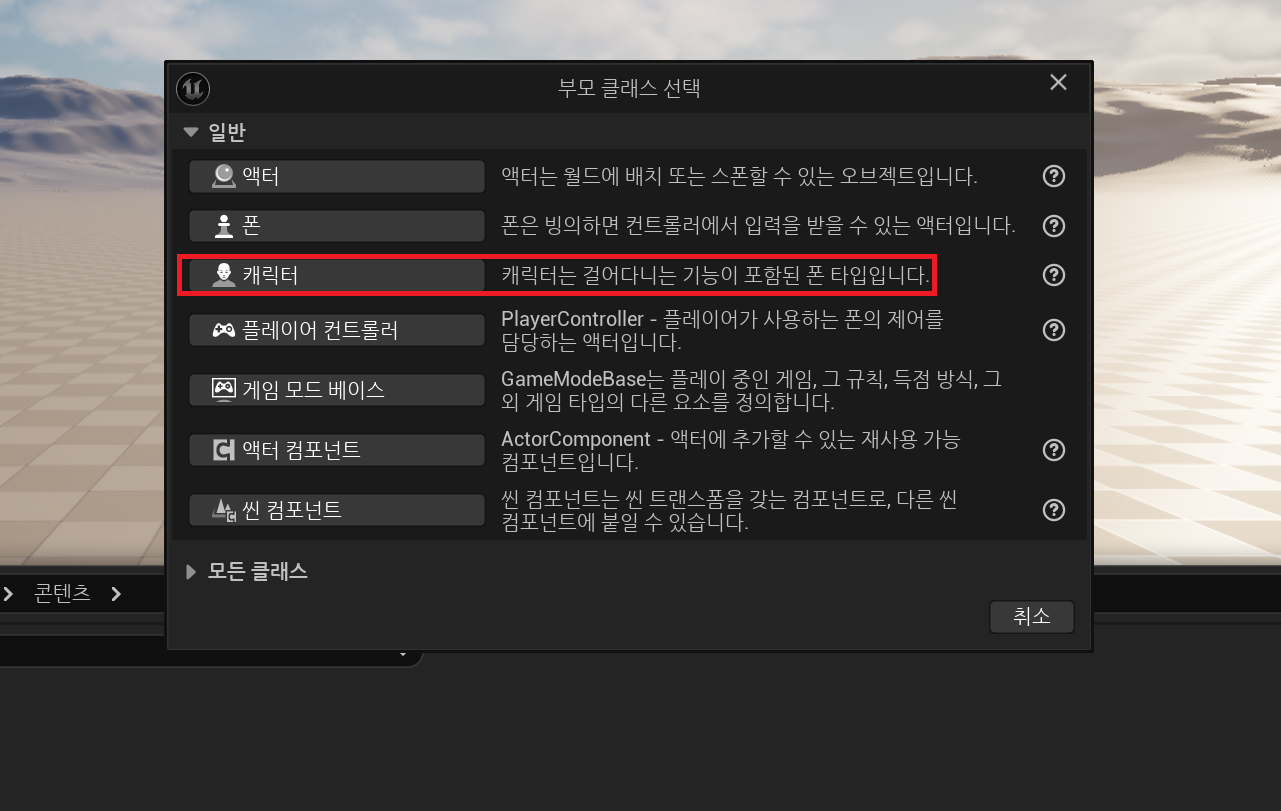 부모 클래스 선택
일반
액터
액터는 월드에 배치 또는 스폰할 수 있는 오브젝트입니다.
폰
폰은 빙의하면 컨트롤러에서 입력을 받을 수 있는 액터입니다.
캐릭터
캐릭터는 걸어다니는 기능이 포함된 폰 타입입니다.
플레이어 컨트롤러
PlayerController - 플레이어가 사용하는 폰의 제어를
담당하는 액터입니다.
게임 모드 베이스
GameModeBase는 플레이 중인 게임, 그 규칙, 득점 방식, 그
외 게임 타입의 다른 요소를 정의합니다.
액터 컴포넌트
ActorComponent - 액터에 추가할 수 있는 재사용 가능
컴포넌트입니다.
씬 컴포넌트
씬 컴포넌트는 씬 트랜스폼을 갖는 컴포넌트로, 다른 씬
컴포넌트에 붙일 수 있습니다.
모든 클래스
콘텐츠
취소